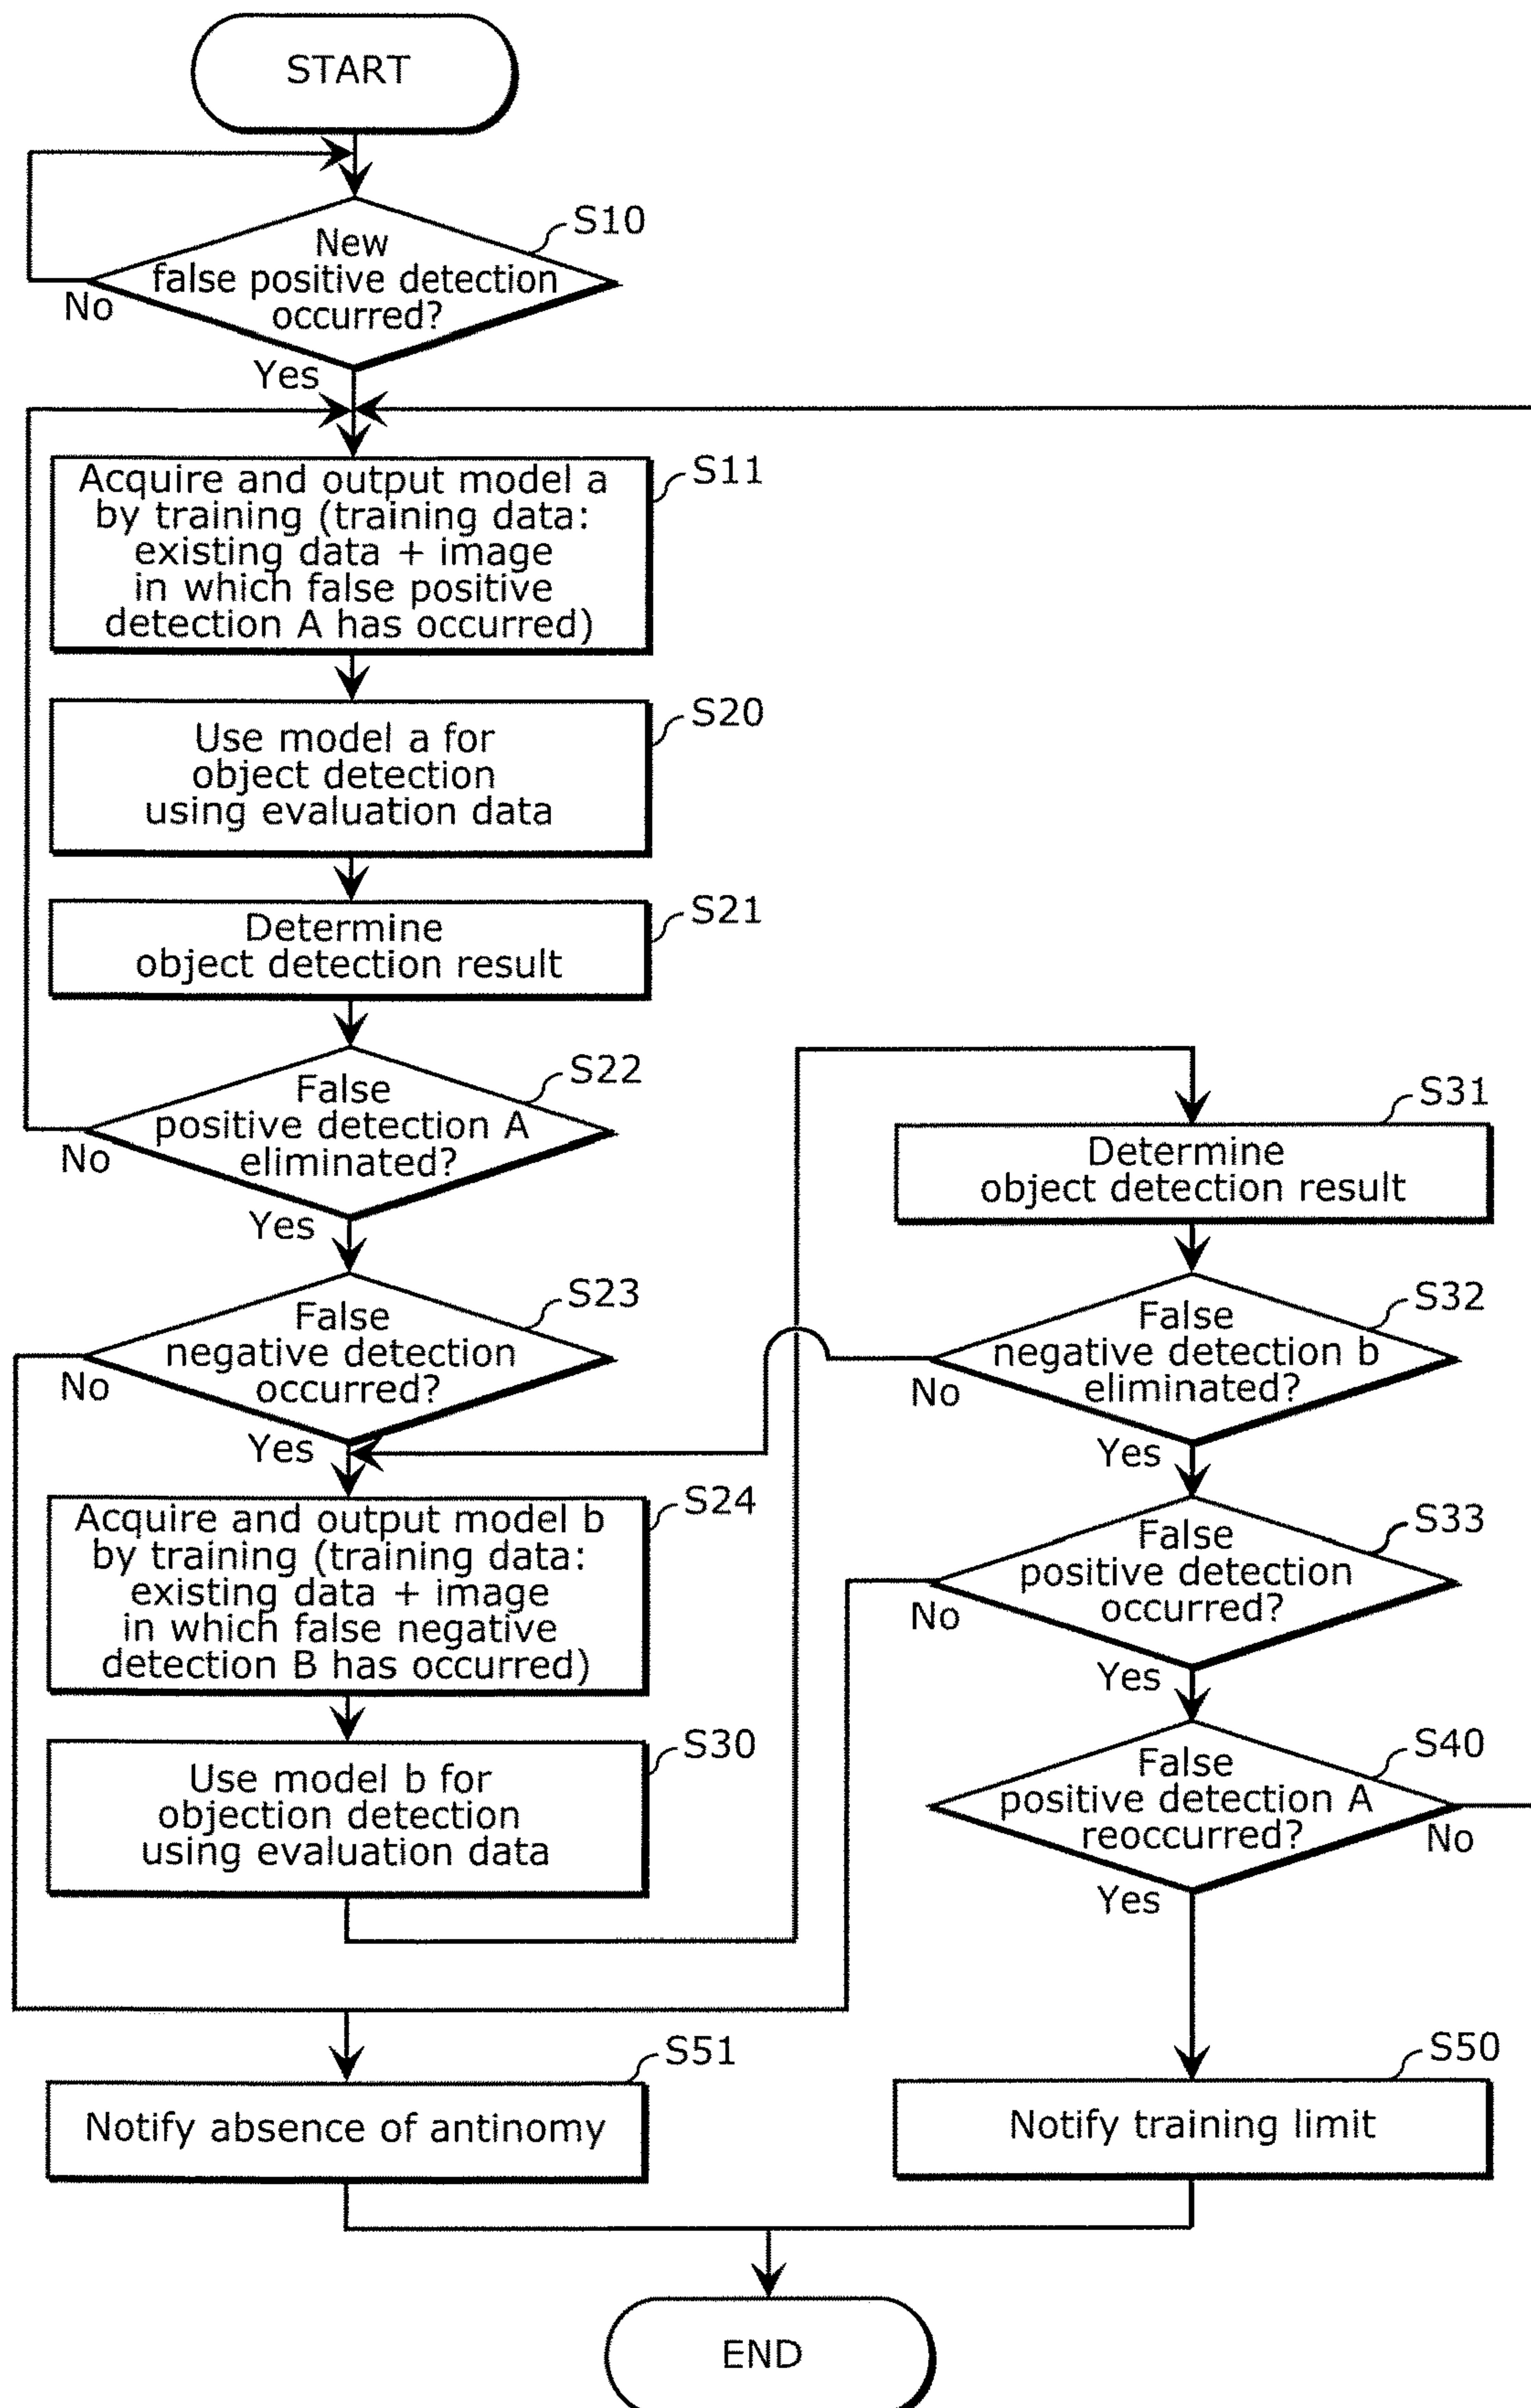 START
S10
New
false positive detection
occurred?
No
Yes
S11
Acquire and output model a
by training (training data:
existing data + image
in which false positive
detection A has occurred)
S20
Use model a for
object detection
using evaluation data
S21
Determine
object detection result
S22
False
positive detection A
eliminated?
No
Yes
S23
False
negative detection
occurred?
No
Yes
S24
Acquire and output model b
by training (training data:
existing data + image
in which false negative
detection B has occurred)
S30
Use model b for
objection detection
using evaluation data
S31
Determine
object detection result
S32
False
negative detection b
eliminated?
No
Yes
S33
False
positive detection
occurred?
No
Yes
S40
False
positive detection A
reoccurred?
No
Yes
S51
Notify absence of antinomy
S50
Notify training limit
END